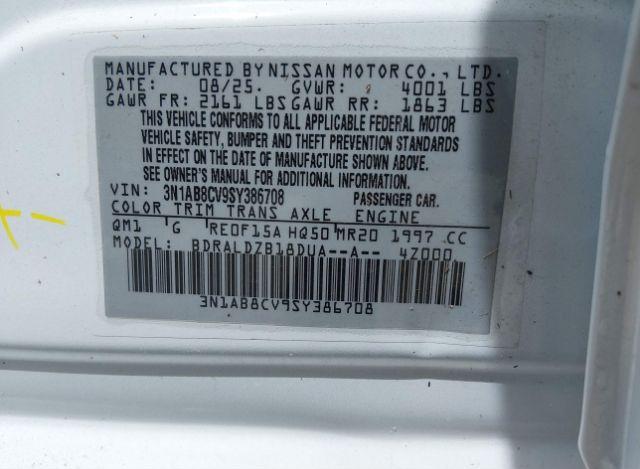 MANUFACTURED BY NISSAN MOTOR CO., LTD.
DATE: 08/25. GVWR: 4001 LBS
GAWR FR: 2161 LBS GAWR RR: 1863 LBS
THIS VEHICLE CONFORMS TO ALL APPLICABLE FEDERAL MOTOR
VEHICLE SAFETY, BUMPER AND THEFT PREVENTION STANDARDS
IN EFFECT ON THE DATE OF MANUFACTURE SHOWN ABOVE.
SEE OWNER'S MANUAL FOR ADDITIONAL INFORMATION.
VIN: 3N1AB8CV9SY386708 PASSENGER CAR.
COLOR TRIM TRANS AXLE ENGINE
QM1 G RE0F15A HQ50 MR20 1997 CC
MODEL: BDRALDZB18DUA--A-- 4Z000
3N1AB8CV9SY386708